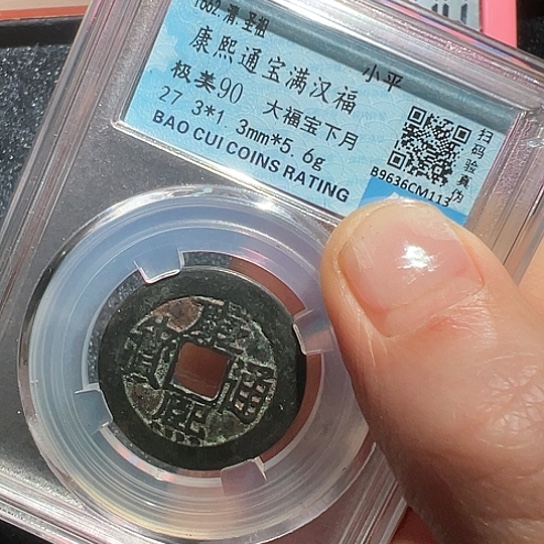 1662.清.圣祖
小平
康熙通宝满汉福
极美90 大福宝下月
27.3*1.3mm*5.6g
BAO CUI COINS RATING
扫码验真伪
B9636CM113
康熙通寳